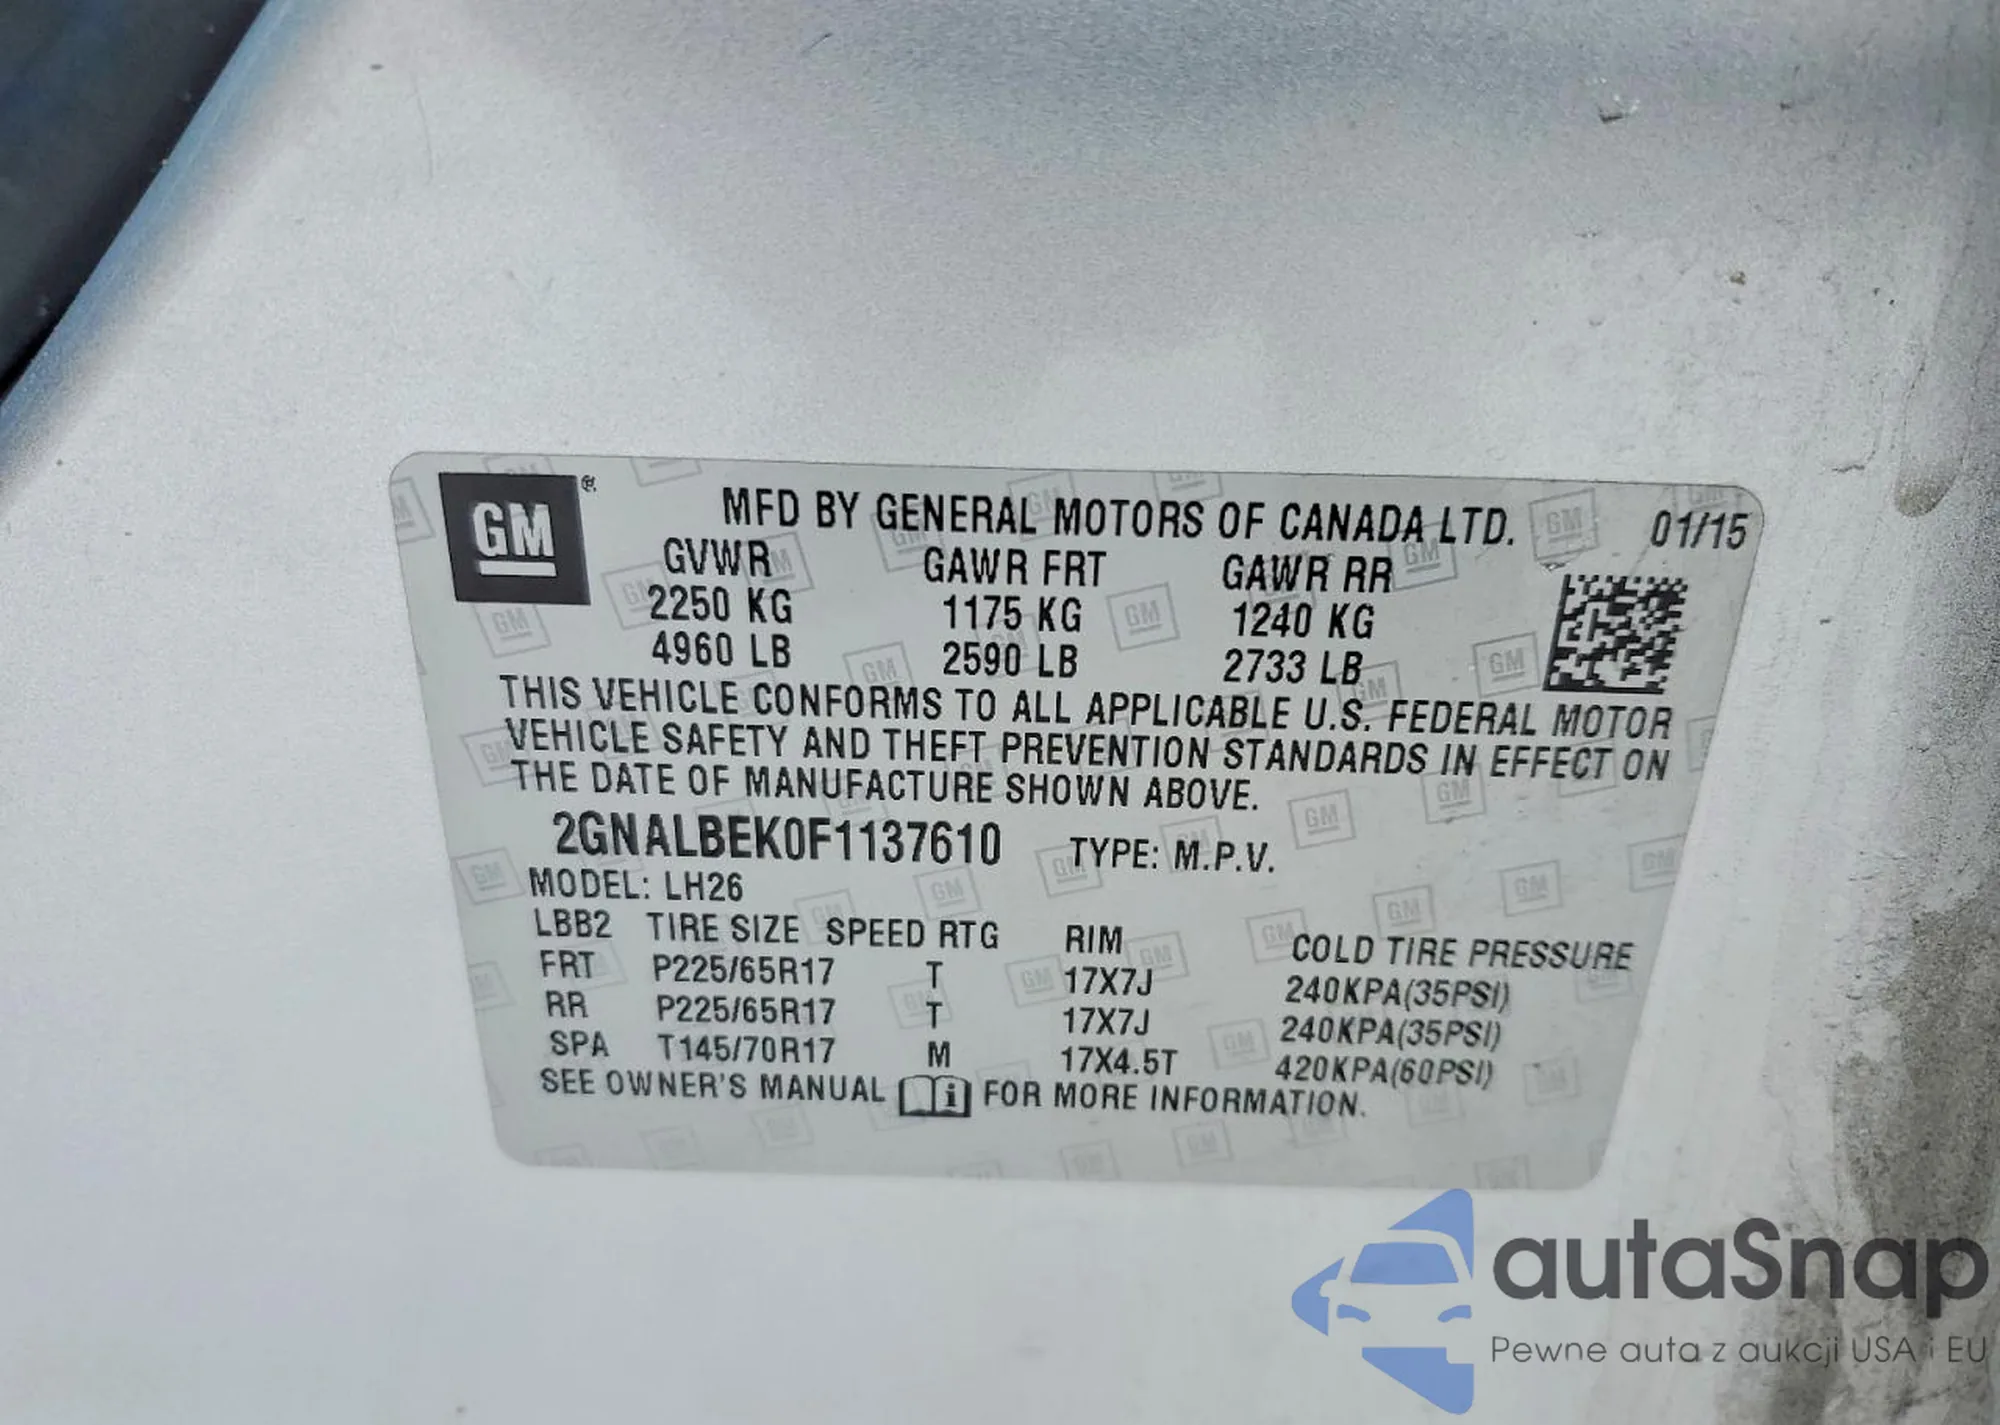 GM ®
MFD BY GENERAL MOTORS OF CANADA LTD. 01/15
GVWR GAWR FRT GAWR RR
2250 KG 1175 KG 1240 KG
4960 LB 2590 LB 2733 LB
THIS VEHICLE CONFORMS TO ALL APPLICABLE U.S. FEDERAL MOTOR
VEHICLE SAFETY AND THEFT PREVENTION STANDARDS IN EFFECT ON
THE DATE OF MANUFACTURE SHOWN ABOVE.
2GNALBEK0F1137610 TYPE: M.P.V.
MODEL: LH26
LBB2 TIRE SIZE SPEED RTG RIM COLD TIRE PRESSURE
FRT P225/65R17 T 17X7J 240KPA(35PSI)
RR P225/65R17 T 17X7J 240KPA(35PSI)
SPA T145/70R17 M 17X4.5T 420KPA(60PSI)
SEE OWNER'S MANUAL i FOR MORE INFORMATION.
autaSnap
Pewne auta z aukcji USA i EU